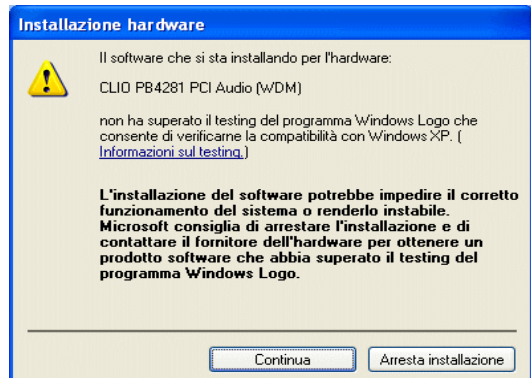 Installazione hardware
Il software che si sta installando per l'hardware:
CLIO PB4281 PCI Audio (WDM)
non ha superato il testing del programma Windows Logo che
consente di verificarne la compatibilità con Windows XP. (
Informazioni sul testing.)
L'installazione del software potrebbe impedire il corretto
funzionamento del sistema o renderlo instabile.
Microsoft consiglia di arrestare l'installazione e di
contattare il fornitore dell'hardware per ottenere un
prodotto software che abbia superato il testing del
programma Windows Logo.
Continua
Arresta installazione